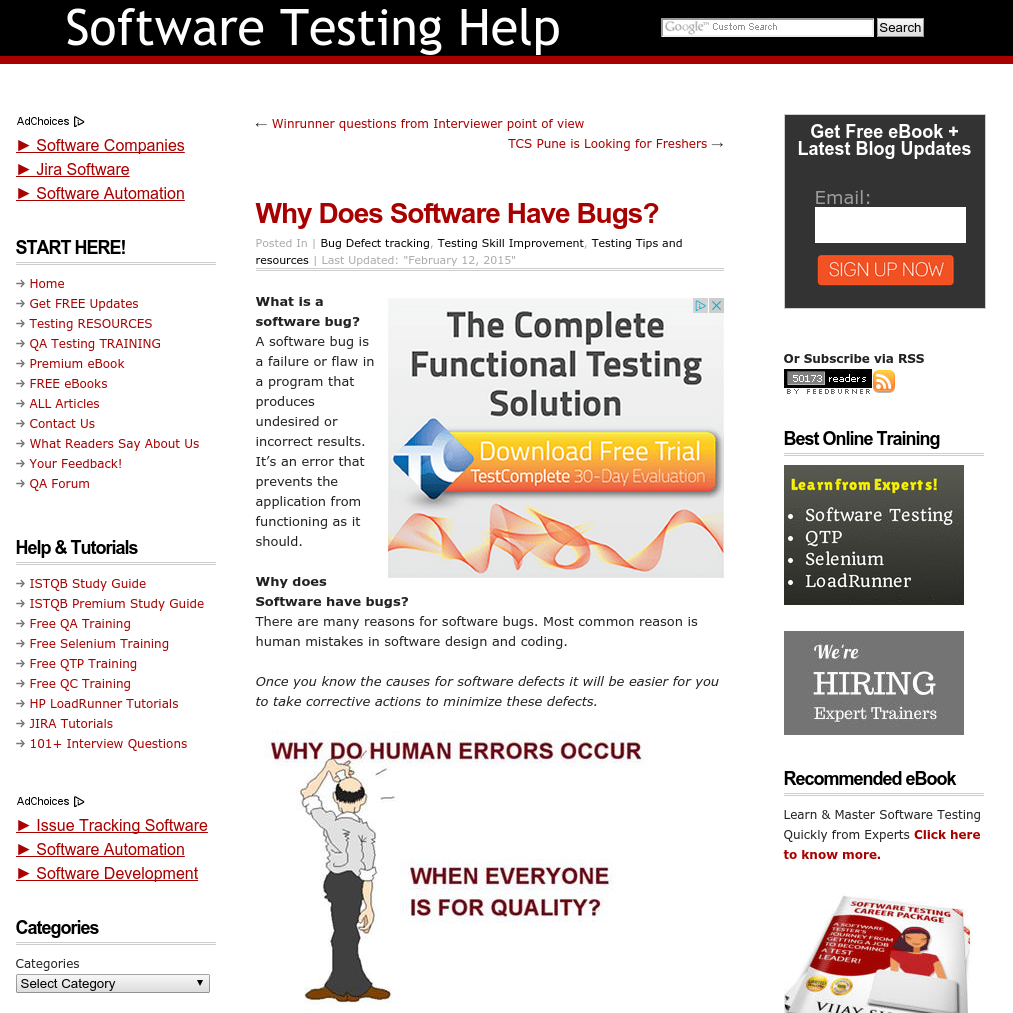 Software Testing Help
Google™ Custom Search
Search
AdChoices
► Software Companies
► Jira Software
► Software Automation
START HERE!
Home
Get FREE Updates
Testing RESOURCES
QA Testing TRAINING
Premium eBook
FREE eBooks
ALL Articles
Contact Us
What Readers Say About Us
Your Feedback!
QA Forum
Help & Tutorials
ISTQB Study Guide
ISTQB Premium Study Guide
Free QA Training
Free Selenium Training
Free QTP Training
Free QC Training
HP LoadRunner Tutorials
JIRA Tutorials
101+ Interview Questions
AdChoices
► Issue Tracking Software
► Software Automation
► Software Development
Categories
Categories
Select Category
← Winrunner questions from Interviewer point of view
TCS Pune is Looking for Freshers →
Why Does Software Have Bugs?
Posted In | Bug Defect tracking, Testing Skill Improvement, Testing Tips and
resources | Last Updated: "February 12, 2015"
What is a
software bug?
A software bug is
a failure or flaw in
a program that
produces
undesired or
incorrect results.
It's an error that
prevents the
application from
functioning as it
should.
The Complete
Functional Testing
Solution
TC
Download Free Trial
TestComplete 30-Day Evaluation
Why does
Software have bugs?
There are many reasons for software bugs. Most common reason is
human mistakes in software design and coding.
Once you know the causes for software defects it will be easier for you
to take corrective actions to minimize these defects.
WHY DO HUMAN ERRORS OCCUR
WHEN EVERYONE
IS FOR QUALITY?
Get Free eBook +
Latest Blog Updates
Email:
SIGN UP NOW
Or Subscribe via RSS
50173 readers
BY FEEDBURNER
Best Online Training
Learn from Experts!
• Software Testing
• QTP
• Selenium
• LoadRunner
We're
HIRING
Expert Trainers
Recommended eBook
Learn & Master Software Testing
Quickly from Experts Click here
to know more.
SOFTWARE TESTING
CAREER PACKAGE
A SOFTWARE
TESTER'S
JOURNEY FROM
GETTING A JOB
TO BECOMING
A TEST
LEADER!
VIJAY